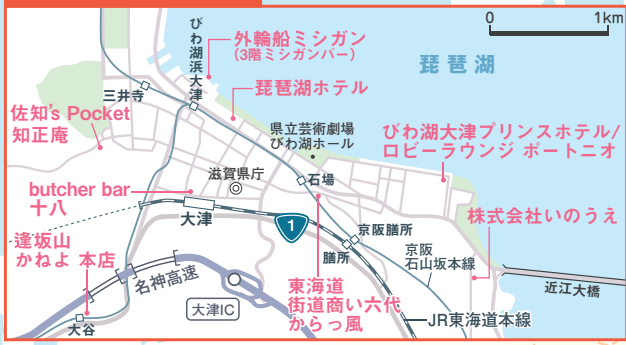 0
1km
びわ湖浜大津
外輪船ミシガン
(3階ミシガンバー)
琵琶湖
三井寺
琵琶湖ホテル
佐知's Pocket
知正庵
県立芸術劇場
びわ湖ホール
びわ湖大津プリンスホテル/
ロビーラウンジ ポートニオ
滋賀県庁
石場
butcher bar
十八
大津
1
京阪膳所
株式会社いのうえ
膳所
逢坂山
かねよ 本店
京阪
石山坂本線
名神高速
東海道
街道商い六代
からっ風
大津IC
近江大橋
大谷
JR東海道本線